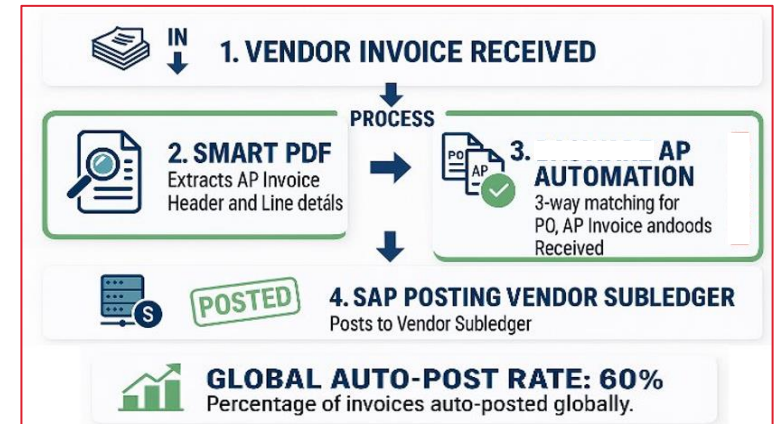 IN
1. VENDOR INVOICE RECEIVED
PROCESS
2. SMART PDF
Extracts AP Invoice
Header and Line detáls
PO
AP
3. AP
AUTOMATION
3-way matching for
PO, AP Invoice andoods
Received
POSTED
S
4. SAP POSTING VENDOR SUBLEDGER
Posts to Vendor Subledger
GLOBAL AUTO-POST RATE: 60%
Percentage of invoices auto-posted globally.